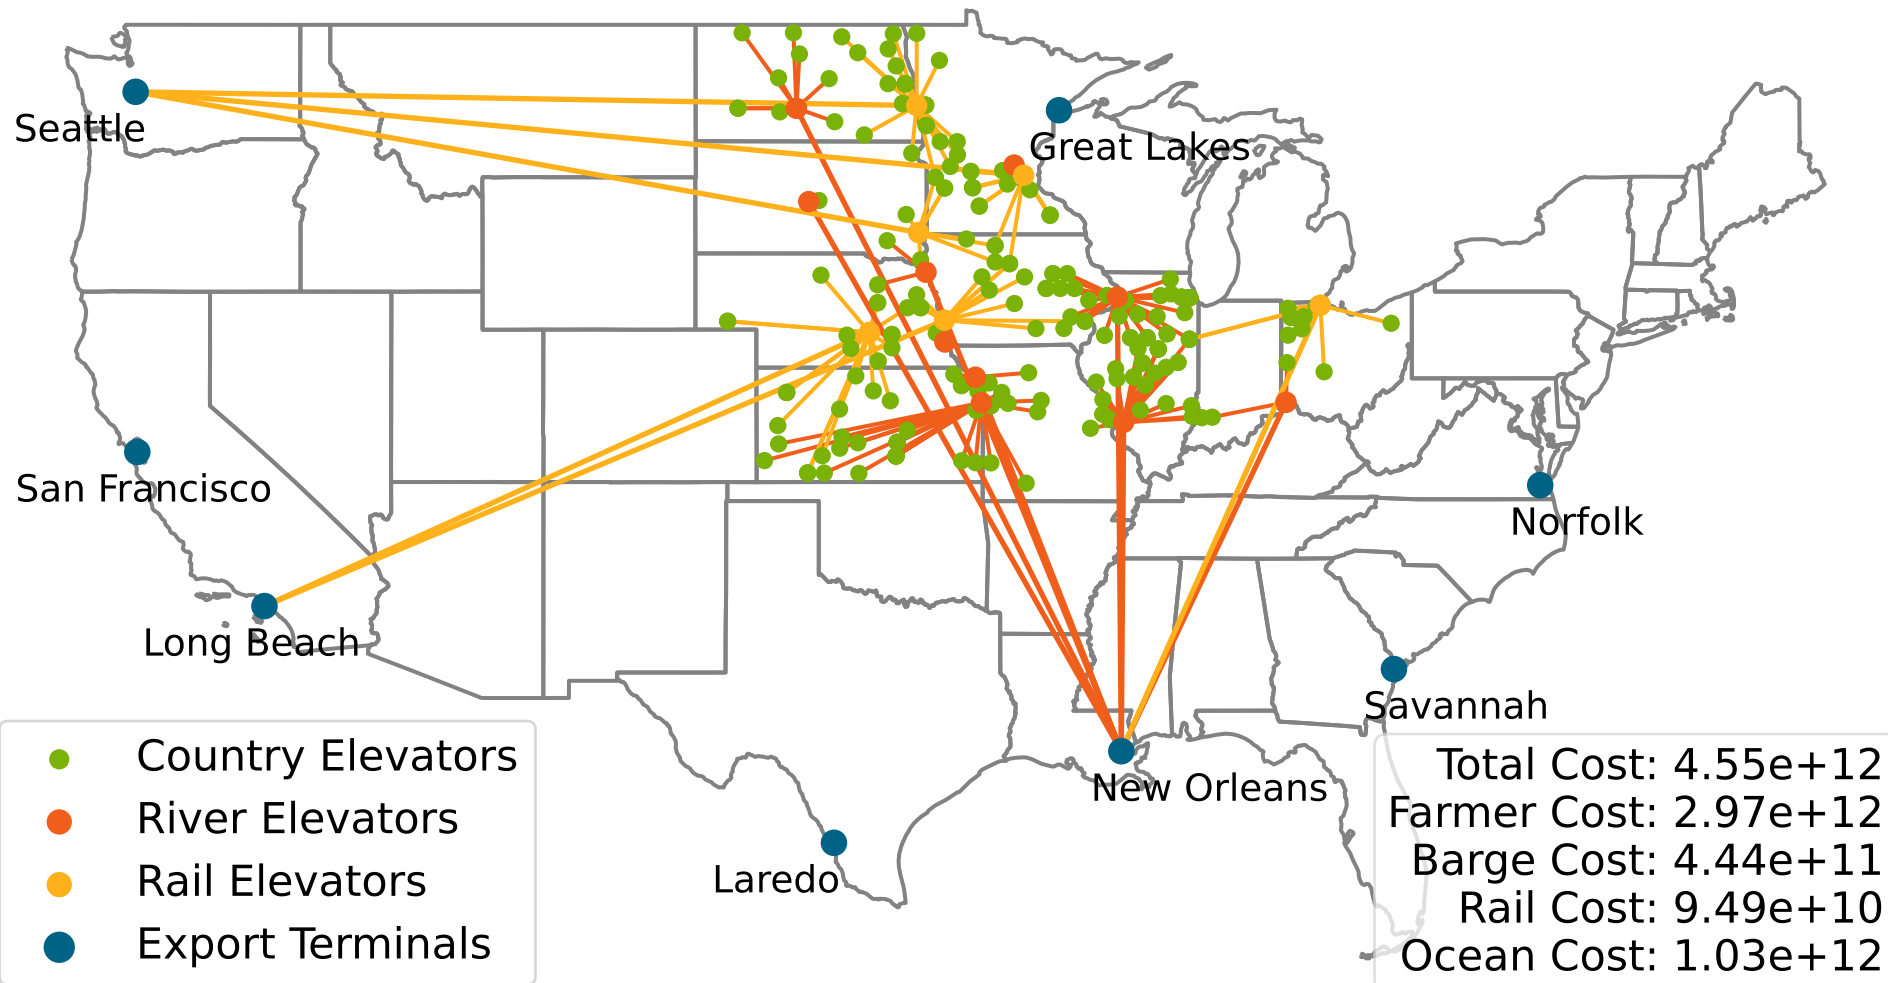 Seattle
Great Lakes
San Francisco
Norfolk
Long Beach
Savannah
New Orleans
Laredo
Country Elevators
River Elevators
Rail Elevators
Export Terminals
Total Cost: 4.55e+12
Farmer Cost: 2.97e+12
Barge Cost: 4.44e+11
Rail Cost: 9.49e+10
Ocean Cost: 1.03e+12